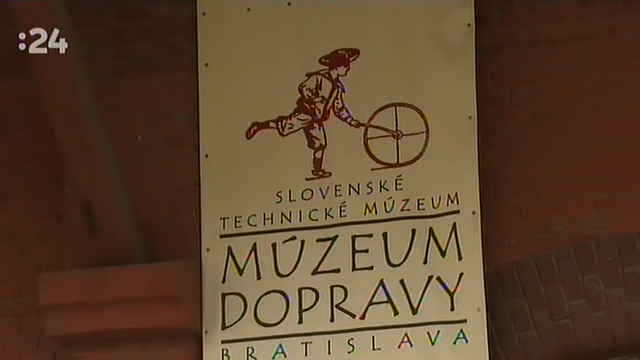 :24
SLOVENSKÉ
TECHNICKÉ MÚZEUM
MÚZEUM
DOPRAVY
BRATISLAVA